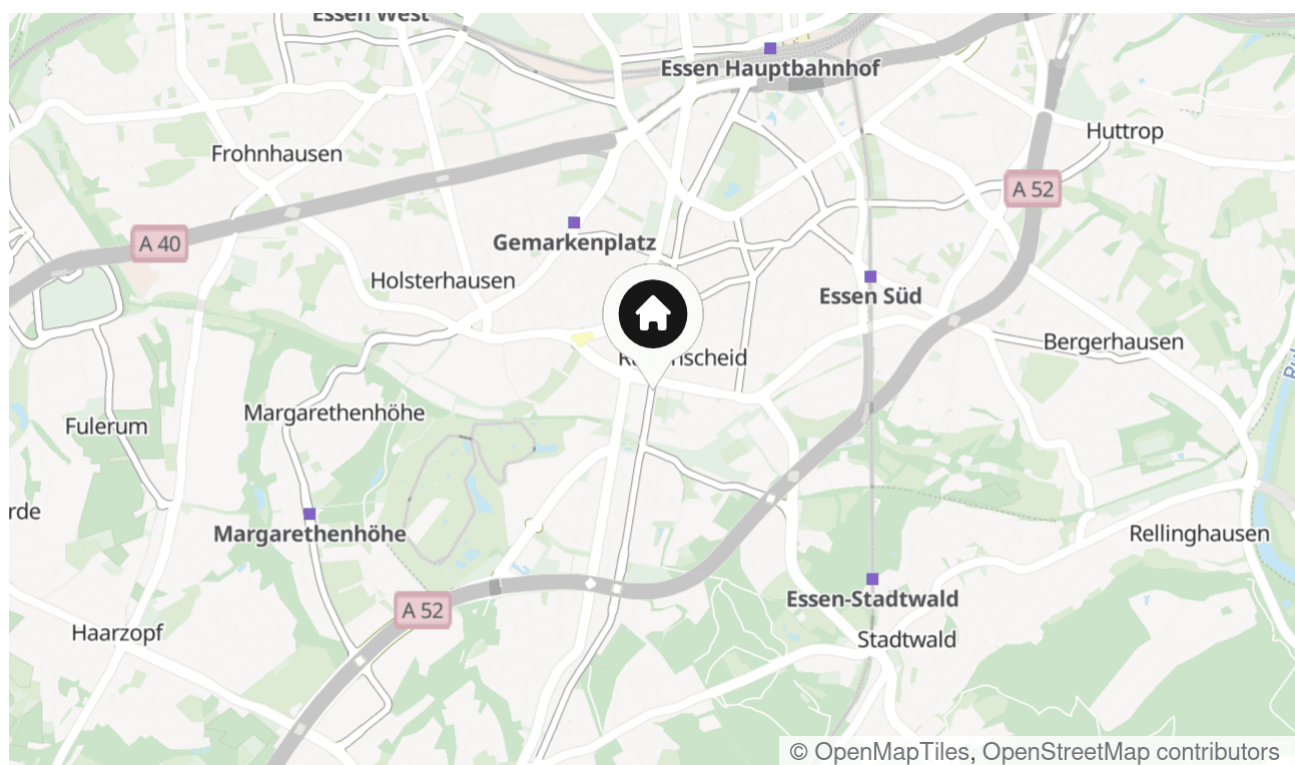 Essen West
Essen Hauptbahnhof
Huttrop
Frohnhausen
A 52
A 40
Gemarkenplatz
Holsterhausen
Essen Süd
Bergerhausen
Margarethenhöhe
Fulerum
rde
Margarethenhöhe
Rellinghausen
Essen-Stadtwald
A 52
Haarzopf
Stadtwald
© OpenMapTiles, OpenStreetMap contributors